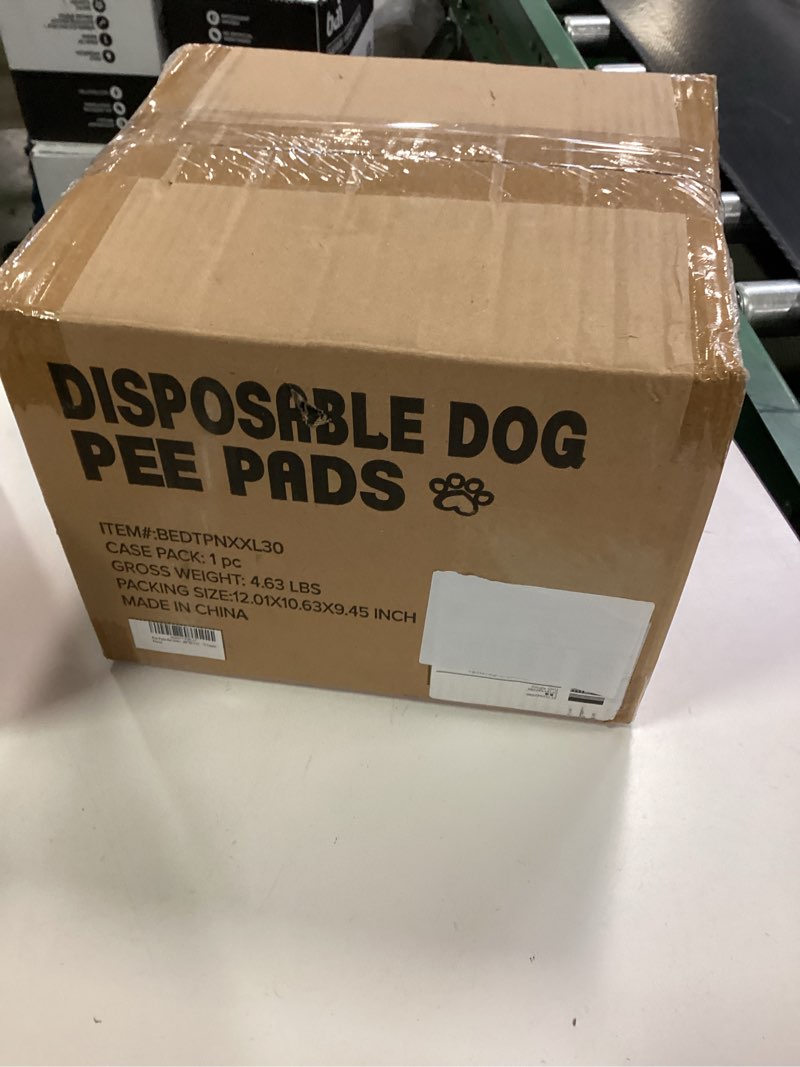 DISPOSABLE DOG
PEE PADS
ITEM#:BEDTPNXXL30
CASE PACK: 1 pc
GROSS WEIGHT: 4.63 LBS
PACKING SIZE:12.01X10.63X9.45 INCH
MADE IN CHINA